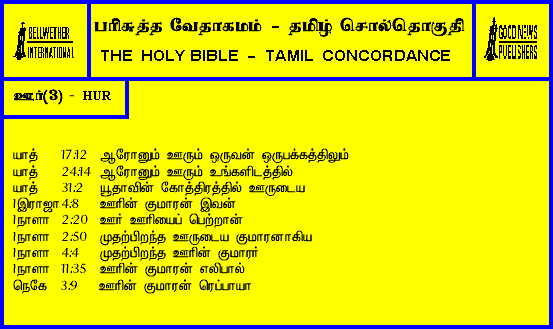 BELLWETHER
INTERNATIONAL
பரிசுத்த வேதாகமம் - தமிழ் சொல்தொகுதி
THE HOLY BIBLE - TAMIL CONCORDANCE
GOOD NEWS
PUBLISHERS
ஊர்(3) - HUR
யாத் 17:12 ஆரோனும் ஊரும் ஒருவன் ஒருபக்கத்திலும்
யாத் 24:14 ஆரோனும் ஊரும் உங்களிடத்தில்
யாத் 31:2 யூதாவின் கோத்திரத்தில் ஊருடைய
1இராஜா 4:8 ஊரின் குமாரன் இவன்
1நாளா 2:20 ஊர் ஊரியைப் பெற்றான்
1நாளா 2:50 முதற்பிறந்த ஊருடைய குமாரனாகிய
1நாளா 4:4 முதற்பிறந்த ஊரின் குமாரர்
1நாளா 11:35 ஊரின் குமாரன் எலிபால்
நெகே 3:9 ஊரின் குமாரன் ரெப்பாயா